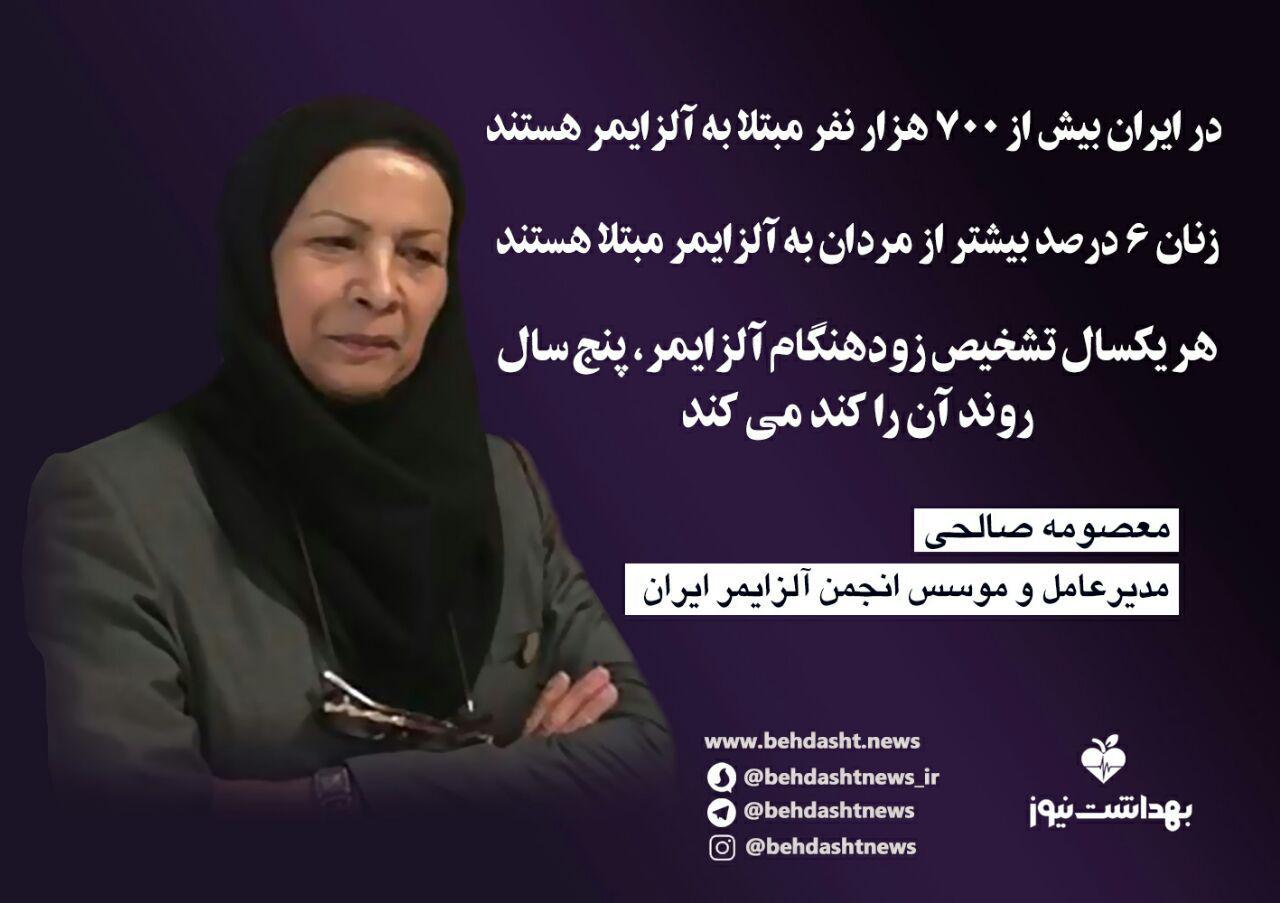 در ایران بیش از ۷۰۰ هزار نفر مبتلا به آلزایمر هستند
زنان ۶ درصد بیشتر از مردان به آلزایمر مبتلا هستند
هر یکسال تشخیص زودهنگام آلزایمر، پنج سال
روند آن را کند می کند
معصومه صالحی
مدیرعامل و موسس انجمن آلزایمر ایران
www.behdasht.news
@behdashtnews_ir
@behdashtnews
@behdashtnews
بهداشت نیوز